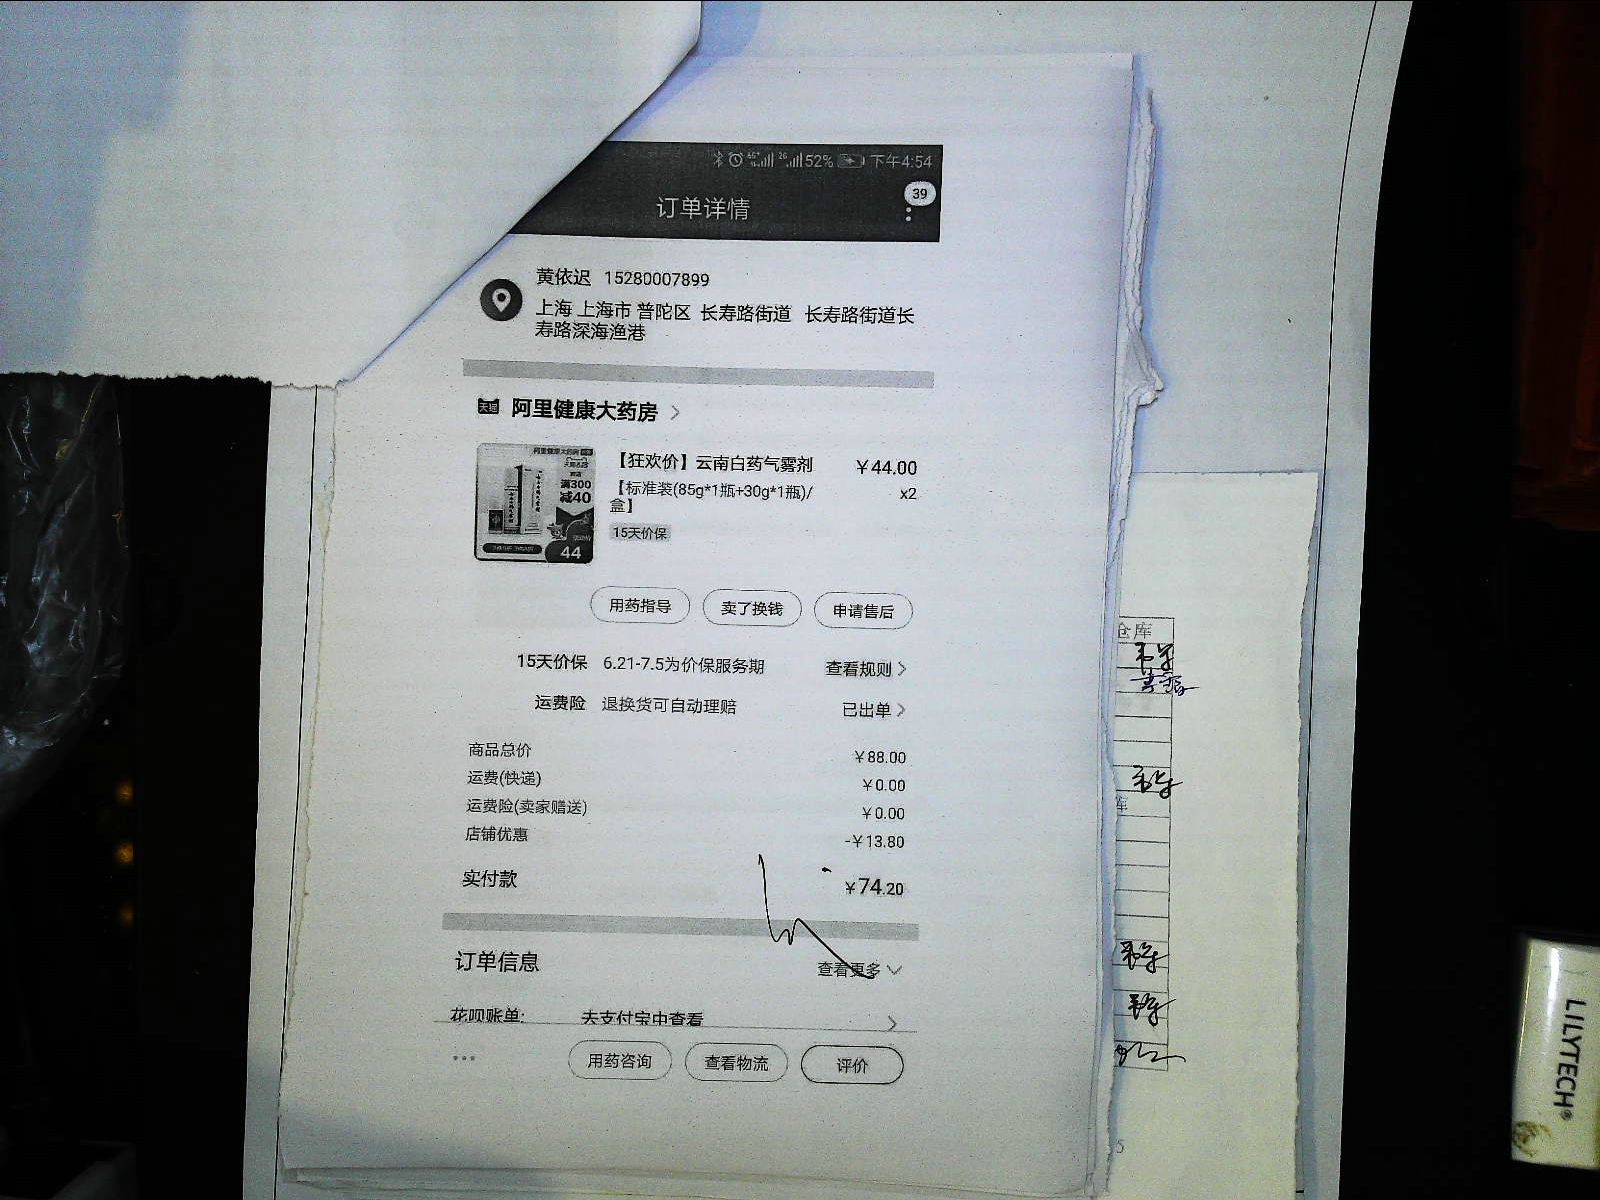 52% 下午4:54
订单详情
39
黄依迟 15280007899
上海 上海市 普陀区 长寿路街道 长寿路街道长
寿路深海渔港
天猫 阿里健康大药房
【狂欢价】云南白药气雾剂 ￥44.00
【标准装(85g*1瓶+30g*1瓶)/ x2
盒】
15天价保
阿里健康大药房
满300
减40
44
用药指导 卖了换钱 申请售后
15天价保 6.21-7.5为价保服务期 查看规则
运费险 退换货可自动理赔 已出单
商品总价 ￥88.00
运费(快递) ￥0.00
运费险(卖家赠送) ￥0.00
店铺优惠 -￥13.80
实付款 ￥74.20
订单信息 查看更多
花呗账单: 去支付宝中查看
用药咨询 查看物流 评价
仓库
库
LILYTECH®